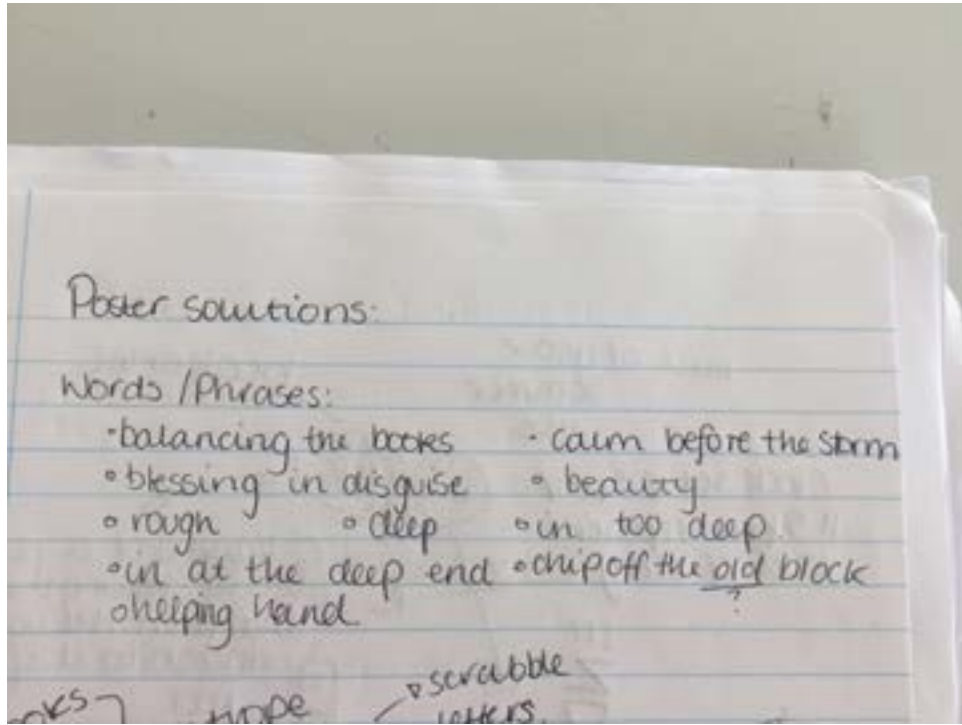 Poster solutions:
Words / Phrases:
• balancing the books • calm before the storm
• blessing in disguise • beauty
• rough • deep • in too deep
• in at the deep end • chip off the old block
?
• helping hand
scrabble
hope
letters